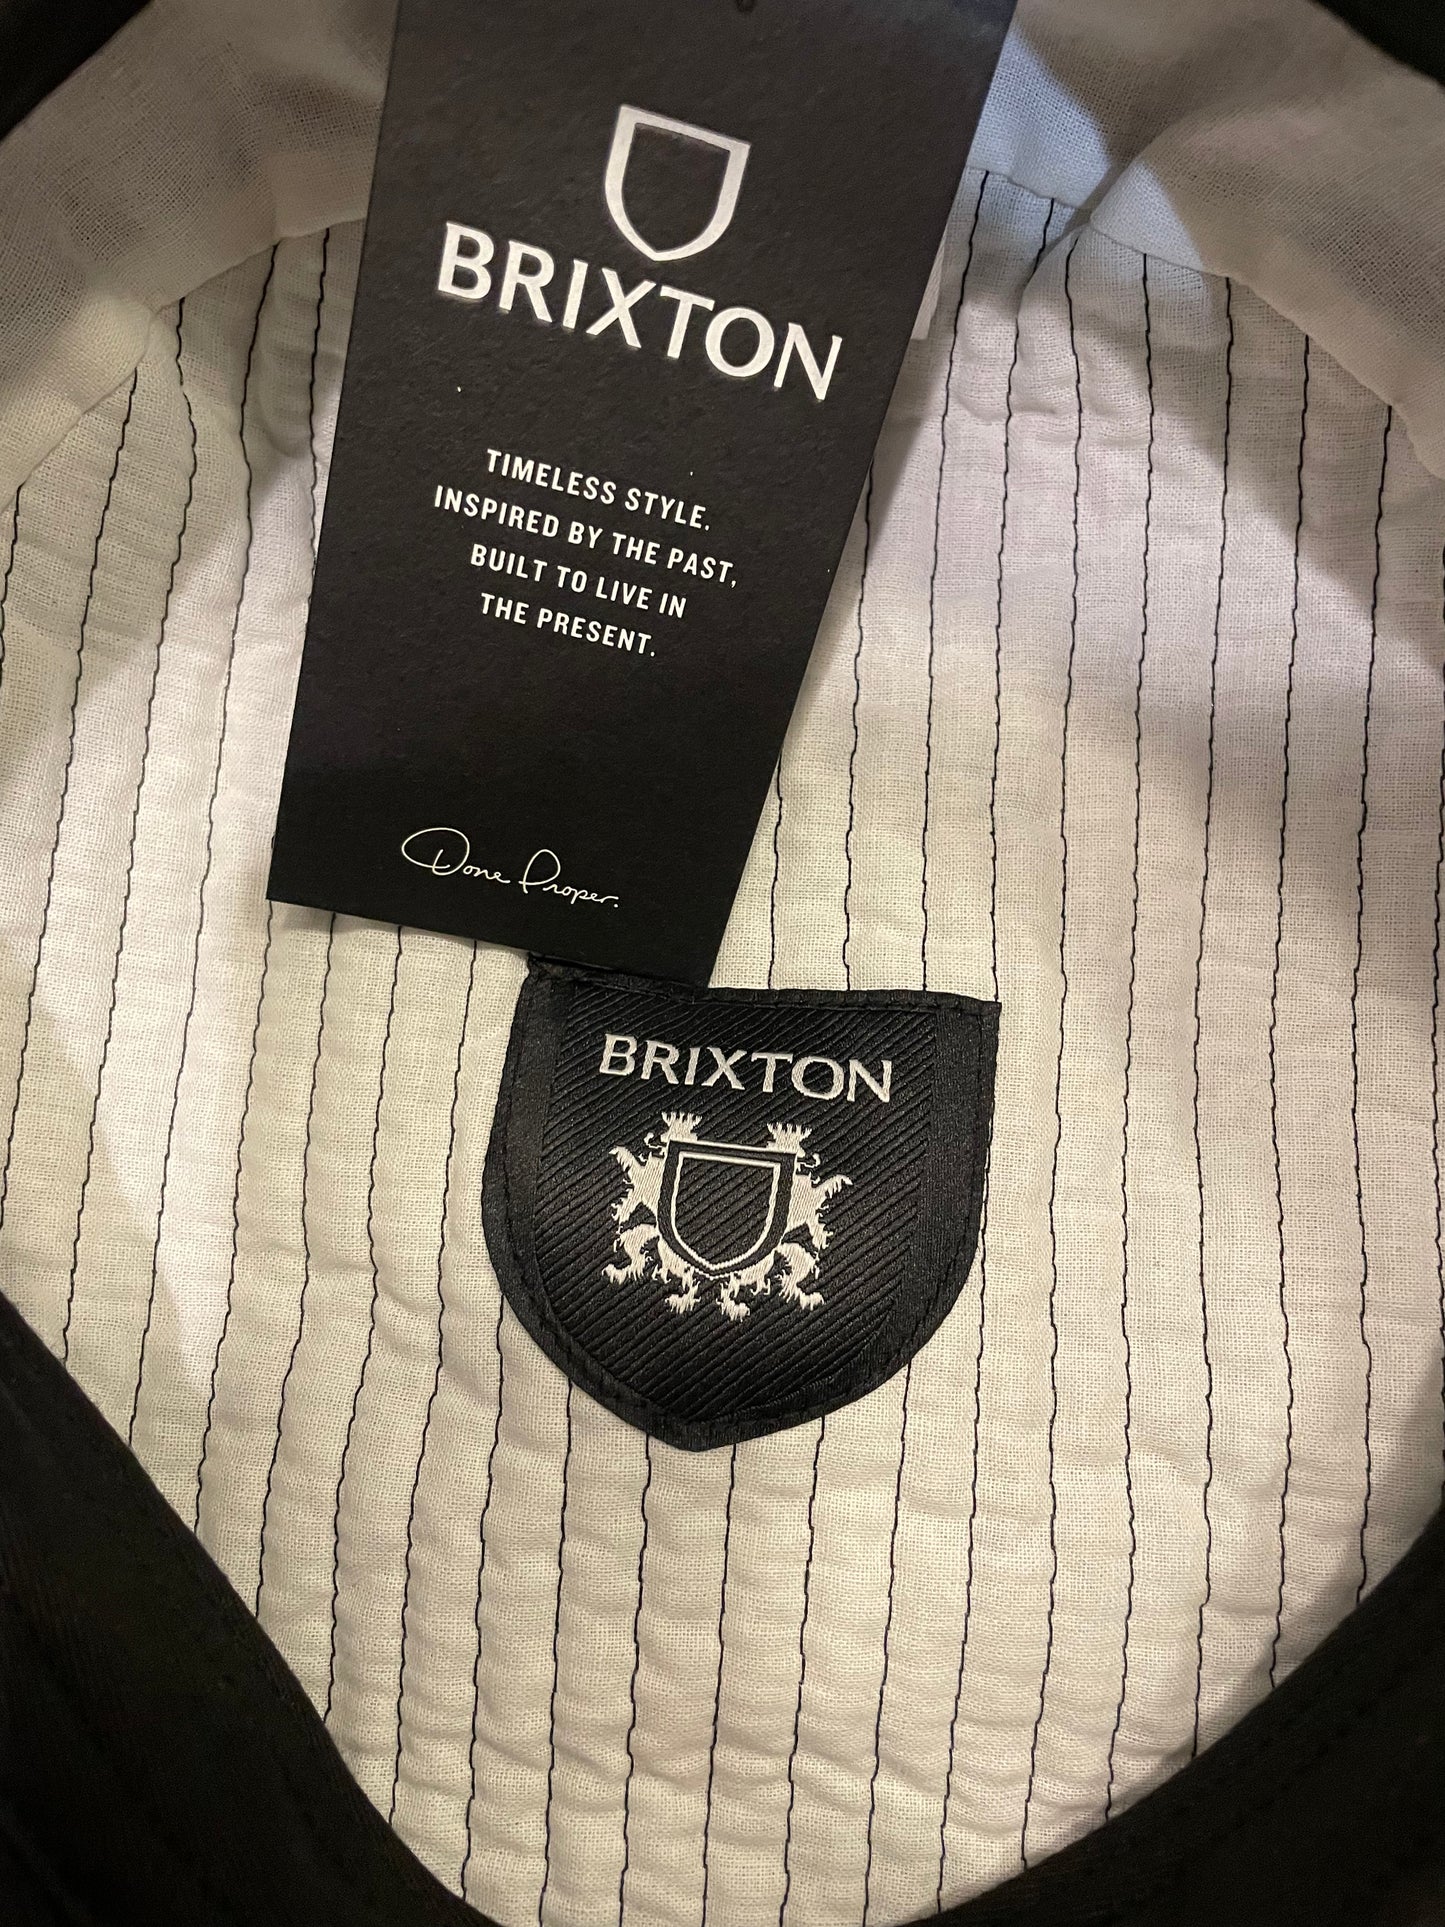 BRIXTON
TIMELESS STYLE.
INSPIRED BY THE PAST,
BUILT TO LIVE IN
THE PRESENT.
Done Proper.
BRIXTON